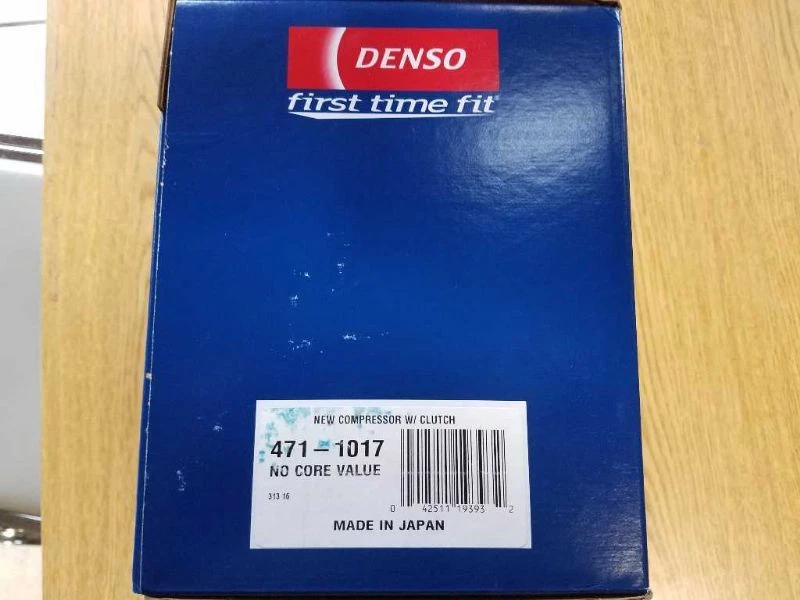 DENSO
first time fit
NEW COMPRESSOR W/ CLUTCH
471-1017
NO CORE VALUE
313 16
0 42511 19393 2
MADE IN JAPAN